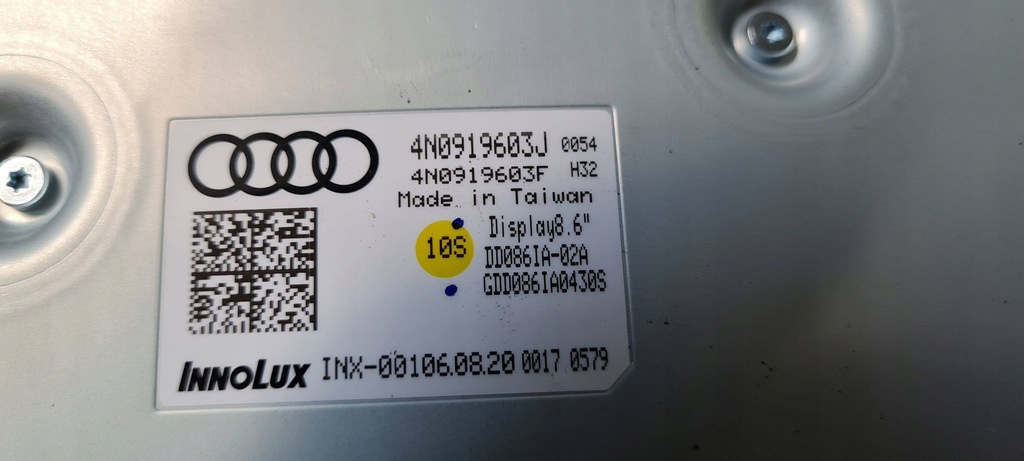 4N0919603J 0054
4N0919603F H32
Made in Taiwan
10S
Display8.6"
DD086IA-02A
GDD086IA0430S
INNOLUX INX-00106.08.20 0017 0579